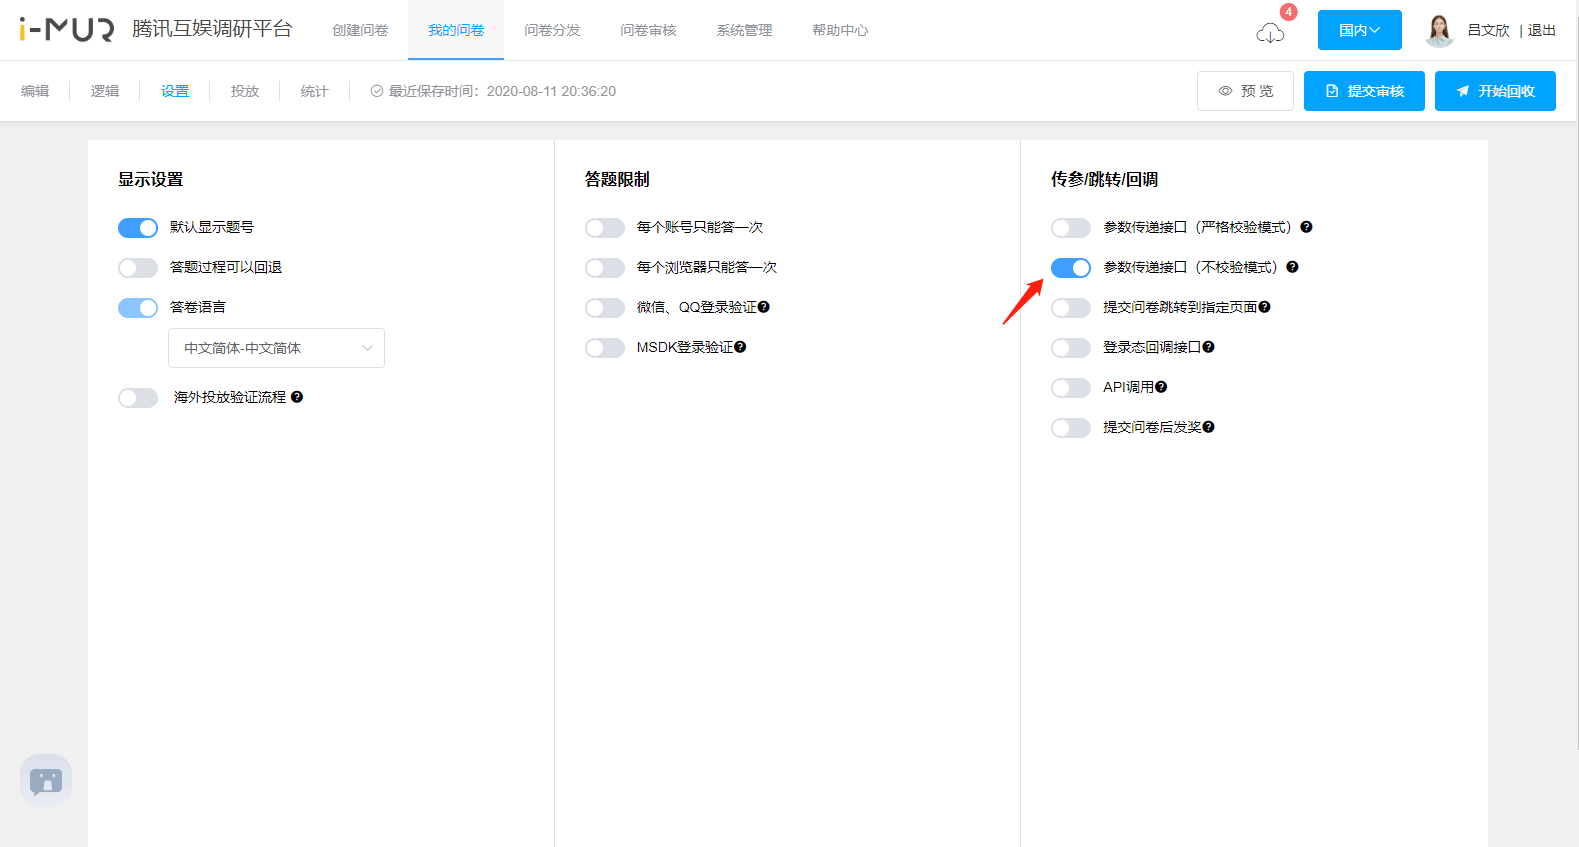 i-MUR 腾讯互娱调研平台 创建问卷 我的问卷 问卷分发 问卷审核 系统管理 帮助中心 4 国内 吕文欣 | 退出
编辑 逻辑 设置 投放 统计 最近保存时间：2020-08-11 20:36:20 预 览 提交审核 开始回收
显示设置
默认显示题号
答题过程可以回退
答卷语言
中文简体-中文简体
海外投放验证流程
答题限制
每个账号只能答一次
每个浏览器只能答一次
微信、QQ登录验证
MSDK登录验证
传参/跳转/回调
参数传递接口（严格校验模式）
参数传递接口（不校验模式）
提交问卷跳转到指定页面
登录态回调接口
API调用
提交问卷后发奖